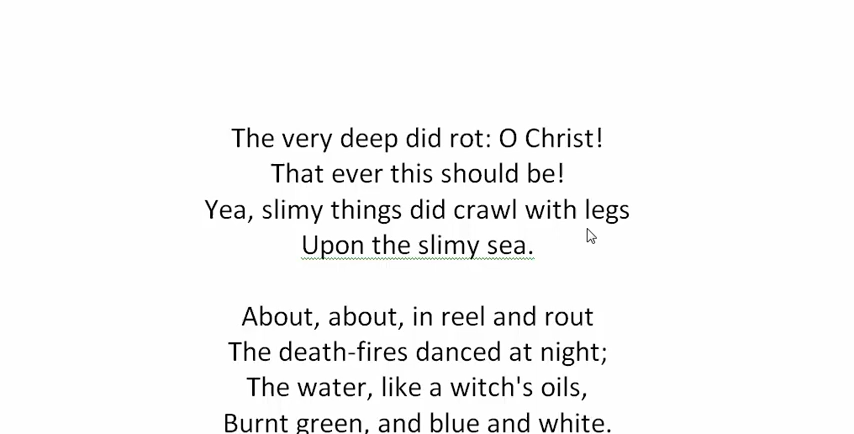 The very deep did rot: O Christ!
That ever this should be!
Yea, slimy things did crawl with legs
Upon the slimy sea.
About, about, in reel and rout
The death-fires danced at night;
The water, like a witch's oils,
Burnt green, and blue and white.